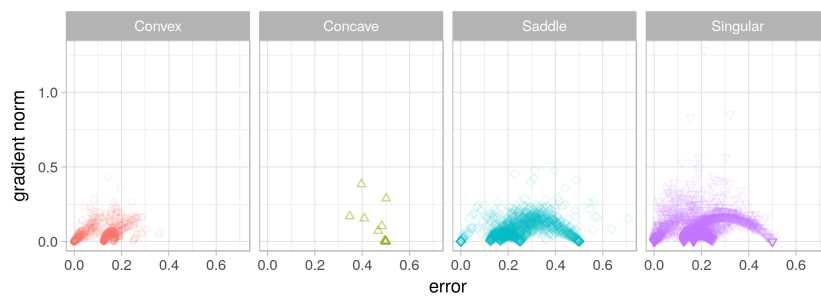 Convex Concave Saddle Singular
gradient norm
1.0
0.5
0.0
0.0 0.2 0.4 0.6 0.0 0.2 0.4 0.6 0.0 0.2 0.4 0.6 0.0 0.2 0.4 0.6
error